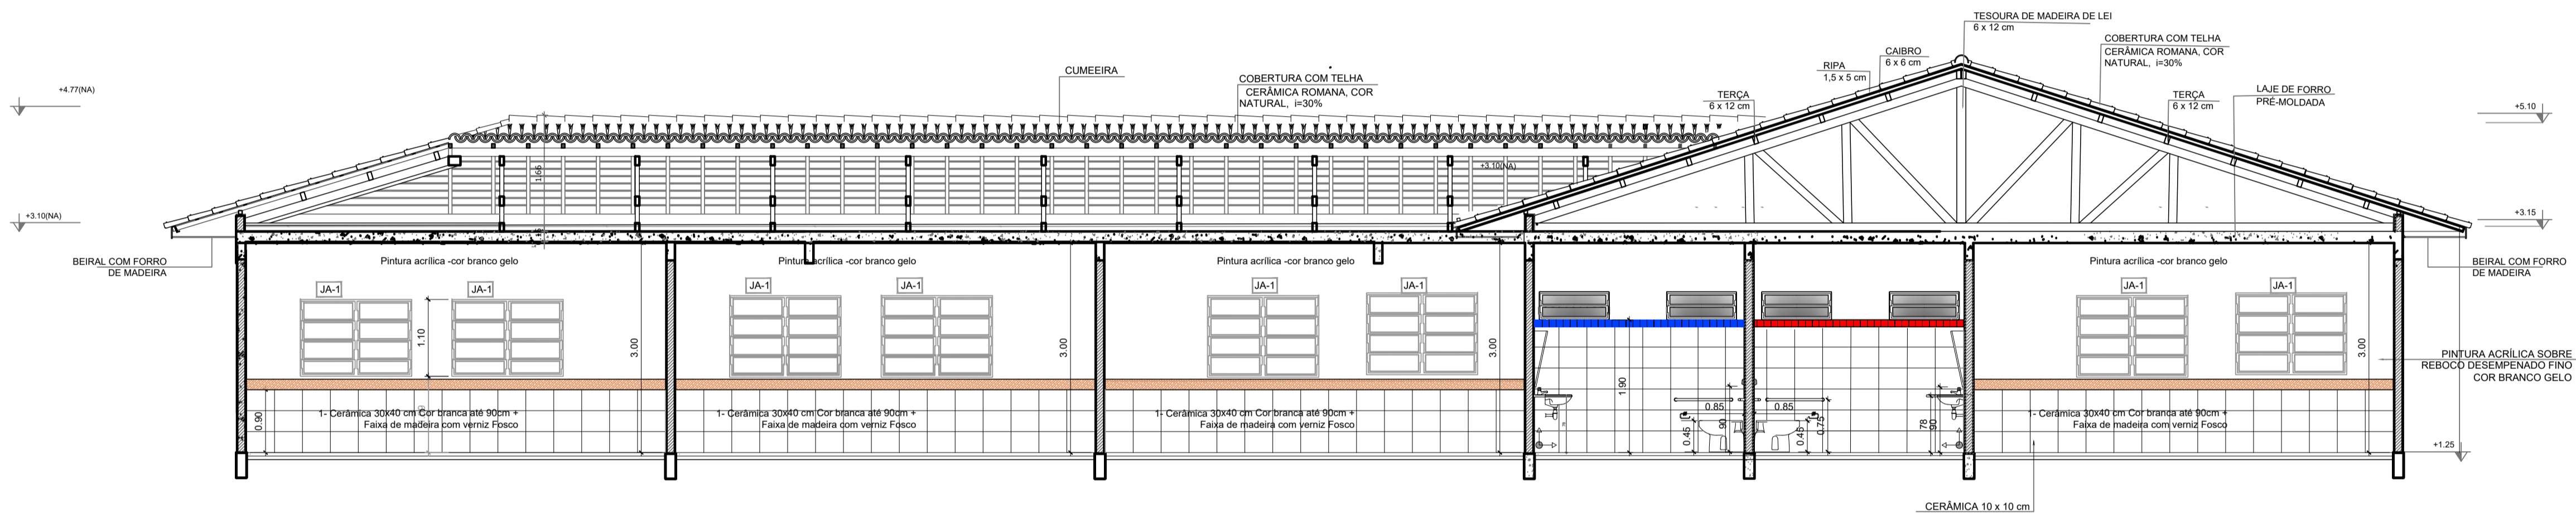 TESOURA DE MADEIRA DE LEI
6 x 12 cm
COBERTURA COM TELHA
CERÂMICA ROMANA, COR
NATURAL, i=30%
CAIBRO
6 x 6 cm
RIPA
1,5 x 5 cm
CUMEEIRA
COBERTURA COM TELHA
CERÂMICA ROMANA, COR
NATURAL, i=30%
TERÇA
6 x 12 cm
TERÇA
6 x 12 cm
LAJE DE FORRO
PRÉ-MOLDADA
+4.77(NA)
+5.10
1.66
+3.10(NA)
+3.10(NA)
+3.15
BEIRAL COM FORRO
DE MADEIRA
Pintura acrílica -cor branco gelo
Pintura acrílica -cor branco gelo
Pintura acrílica -cor branco gelo
Pintura acrílica -cor branco gelo
BEIRAL COM FORRO
DE MADEIRA
JA-1
JA-1
JA-1
JA-1
JA-1
JA-1
JA-1
JA-1
1.10
3.00
3.00
3.00
3.00
PINTURA ACRÍLICA SOBRE
REBOCO DESEMPENADO FINO
COR BRANCO GELO
0.90
1- Cerâmica 30x40 cm Cor branca até 90cm +
Faixa de madeira com verniz Fosco
1- Cerâmica 30x40 cm Cor branca até 90cm +
Faixa de madeira com verniz Fosco
1- Cerâmica 30x40 cm Cor branca até 90cm +
Faixa de madeira com verniz Fosco
1.90
0.85
0.85
0.45
90
0.45
0.75
78
90
1- Cerâmica 30x40 cm Cor branca até 90cm +
Faixa de madeira com verniz Fosco
+1.25
CERÂMICA 10 x 10 cm